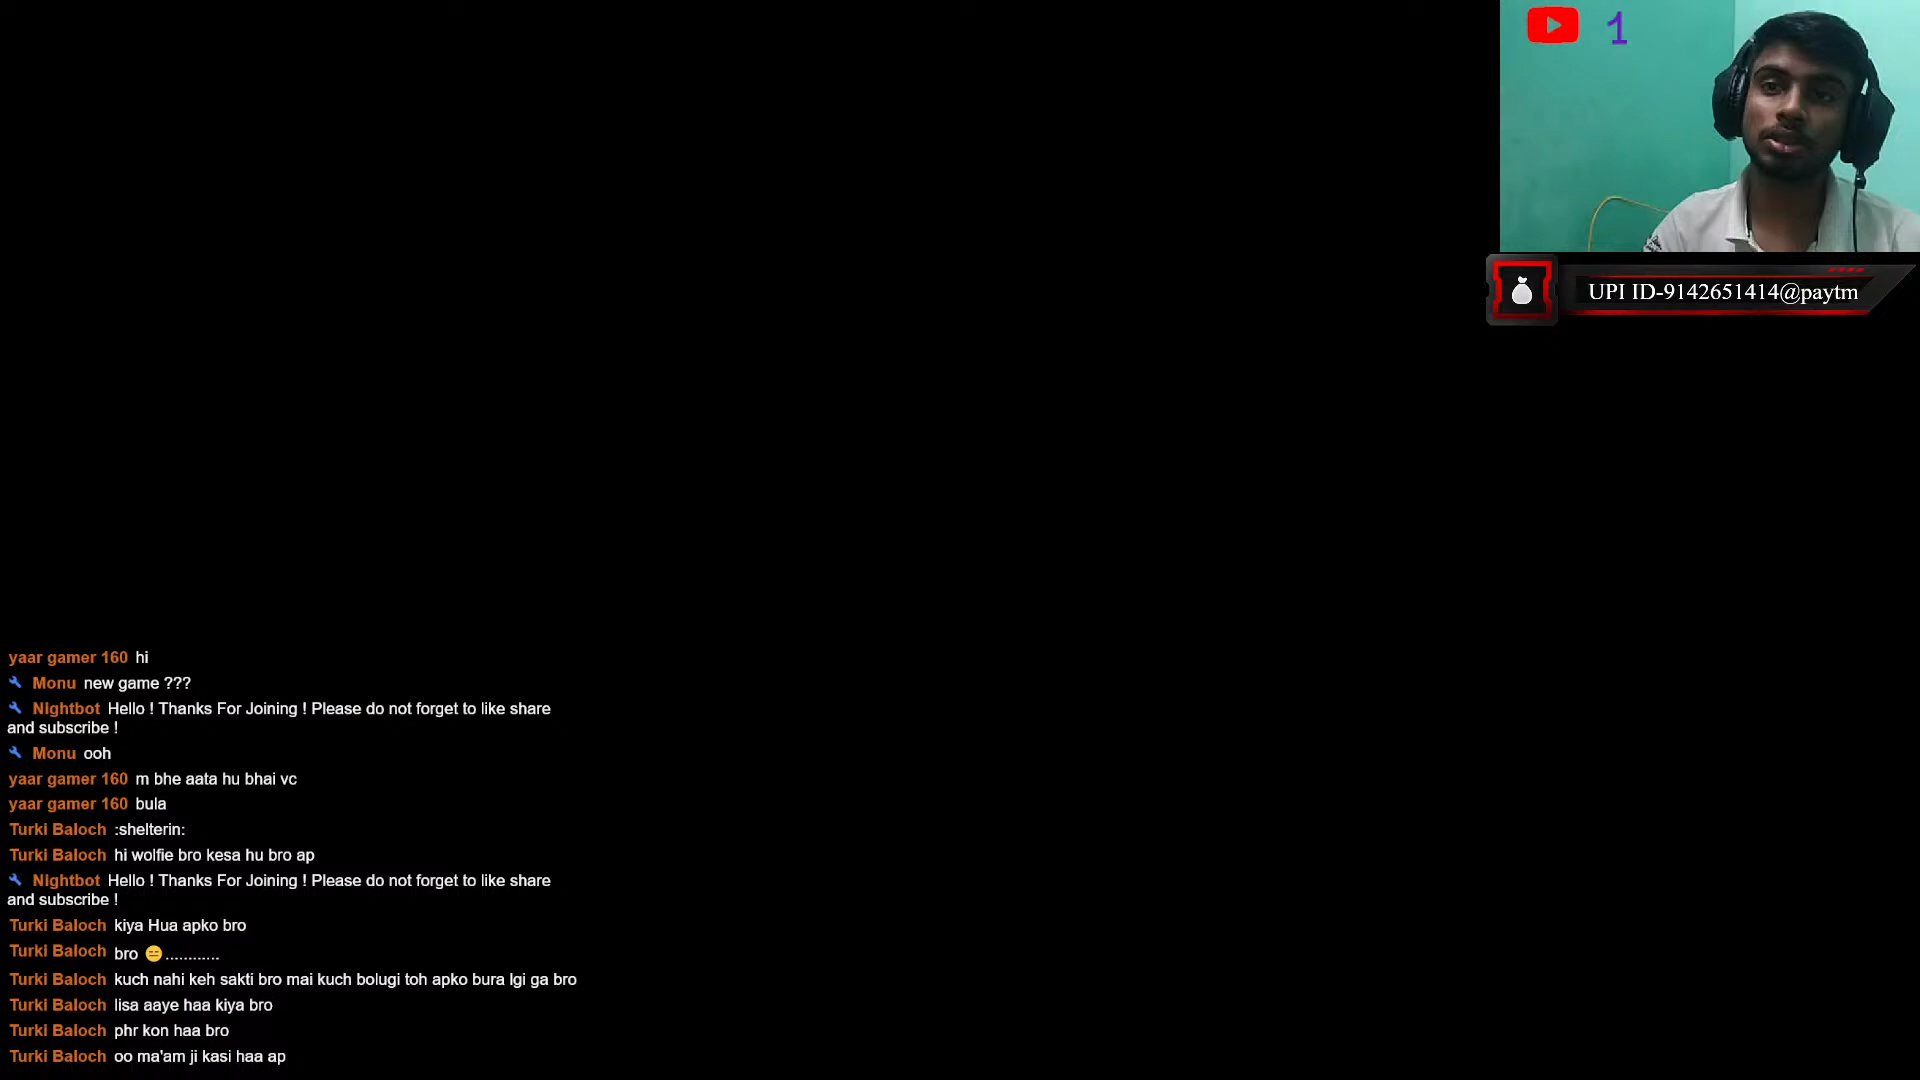 1
UPI ID-9142651414@paytm
yaar gamer 160 hi
Monu new game ???
Nightbot Hello ! Thanks For Joining ! Please do not forget to like share
and subscribe !
Monu ooh
yaar gamer 160 m bhe aata hu bhai vc
yaar gamer 160 bula
Turki Baloch :shelterin:
Turki Baloch hi wolfie bro kesa hu bro ap
Nightbot Hello ! Thanks For Joining ! Please do not forget to like share
and subscribe !
Turki Baloch kiya Hua apko bro
Turki Baloch bro 😑............
Turki Baloch kuch nahi keh sakti bro mai kuch bolugi toh apko bura lgi ga bro
Turki Baloch lisa aaye haa kiya bro
Turki Baloch phr kon haa bro
Turki Baloch oo ma'am ji kasi haa ap